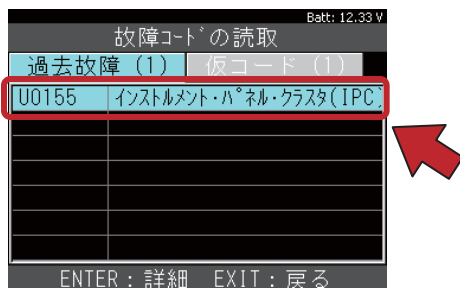 Batt: 12.33 V
故障ｺｰﾄﾞの読取
過去故障 (1) 仮コード (1)
U0155 ｲﾝｽﾄﾙﾒﾝﾄ･ﾊﾟﾈﾙ･ｸﾗｽﾀ(IPC)
ENTER：詳細 EXIT：戻る